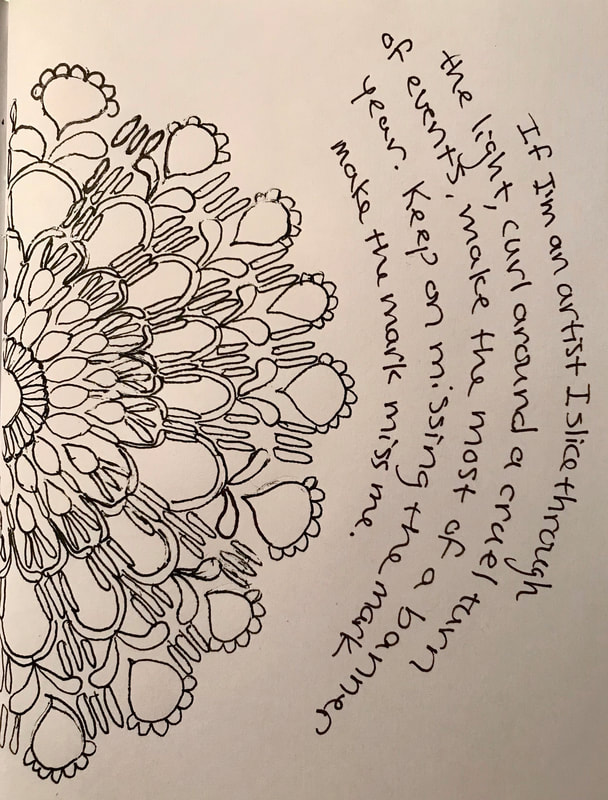 If I'm an artist I slice through
the light, curl around a cruel turn
of events, make the most of a banner
year. Keep on missing the mark
make the mark miss me.